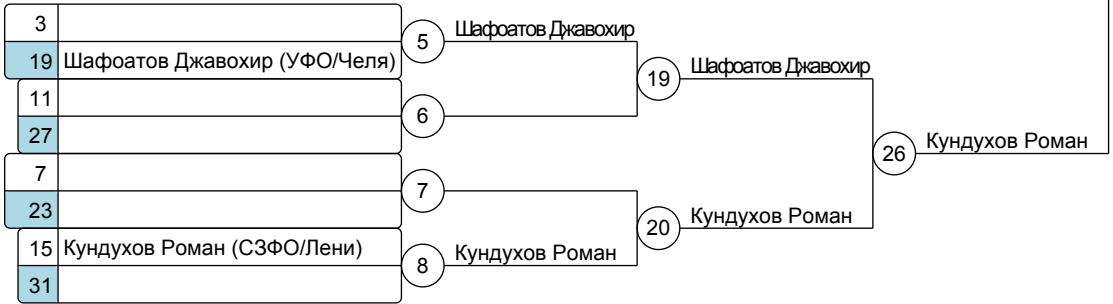 3
19 Шафоатов Джавохир (УФО/Челя)
11
27
7
23
15 Кундухов Роман (СЗФО/Лени)
31
5 Шафоатов Джавохир
6
7
8 Кундухов Роман
19 Шафоатов Джавохир
20 Кундухов Роман
26 Кундухов Роман